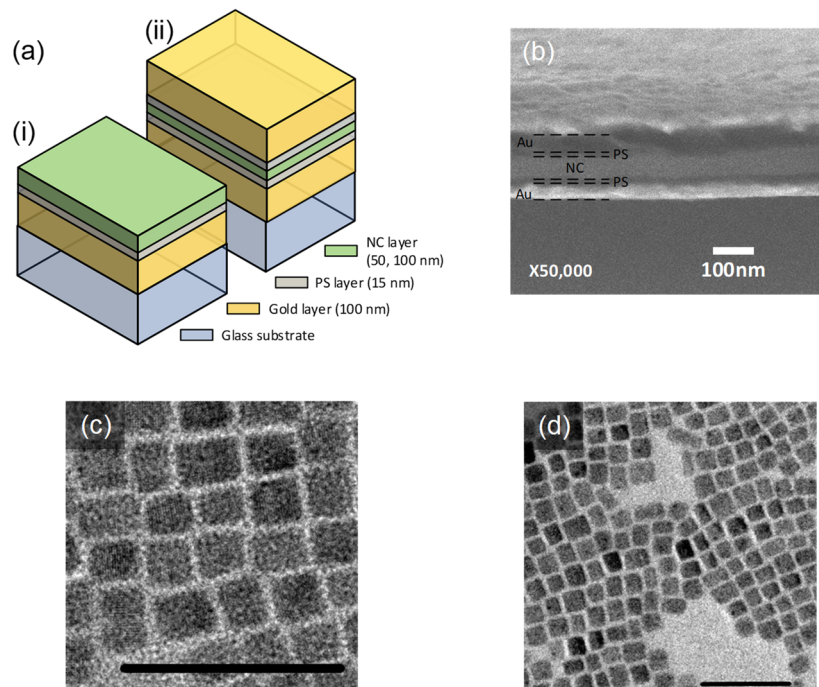 (a)
(i)
(ii)
NC layer
(50, 100 nm)
PS layer (15 nm)
Gold layer (100 nm)
Glass substrate
(b)
Au
PS
NC
PS
Au
X50,000
100nm
(c)
(d)